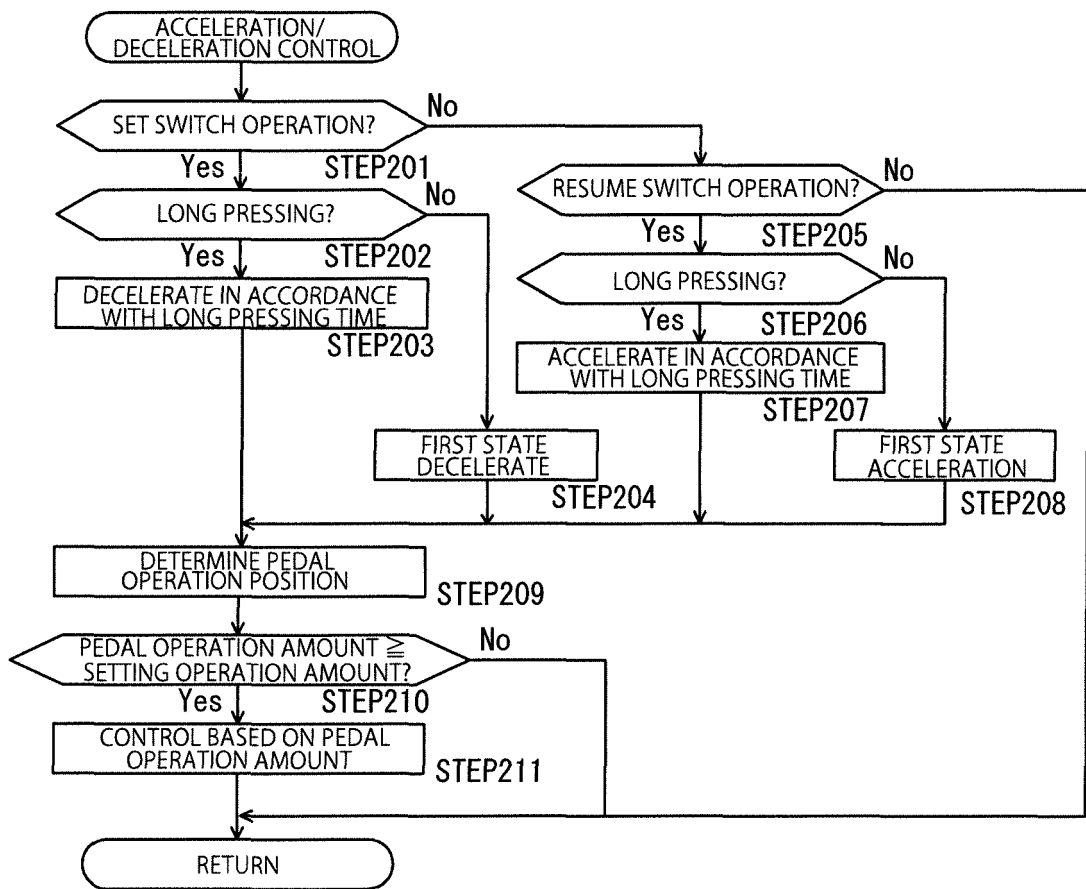 ACCELERATION/
DECELERATION CONTROL
SET SWITCH OPERATION?
No
Yes
STEP201
LONG PRESSING?
No
Yes
STEP202
DECELERATE IN ACCORDANCE
WITH LONG PRESSING TIME
STEP203
FIRST STATE
DECELERATE
STEP204
RESUME SWITCH OPERATION?
No
Yes
STEP205
LONG PRESSING?
No
Yes
STEP206
ACCELERATE IN ACCORDANCE
WITH LONG PRESSING TIME
STEP207
FIRST STATE
ACCELERATION
STEP208
DETERMINE PEDAL
OPERATION POSITION
STEP209
PEDAL OPERATION AMOUNT ≧
SETTING OPERATION AMOUNT?
No
Yes
STEP210
CONTROL BASED ON PEDAL
OPERATION AMOUNT
STEP211
RETURN